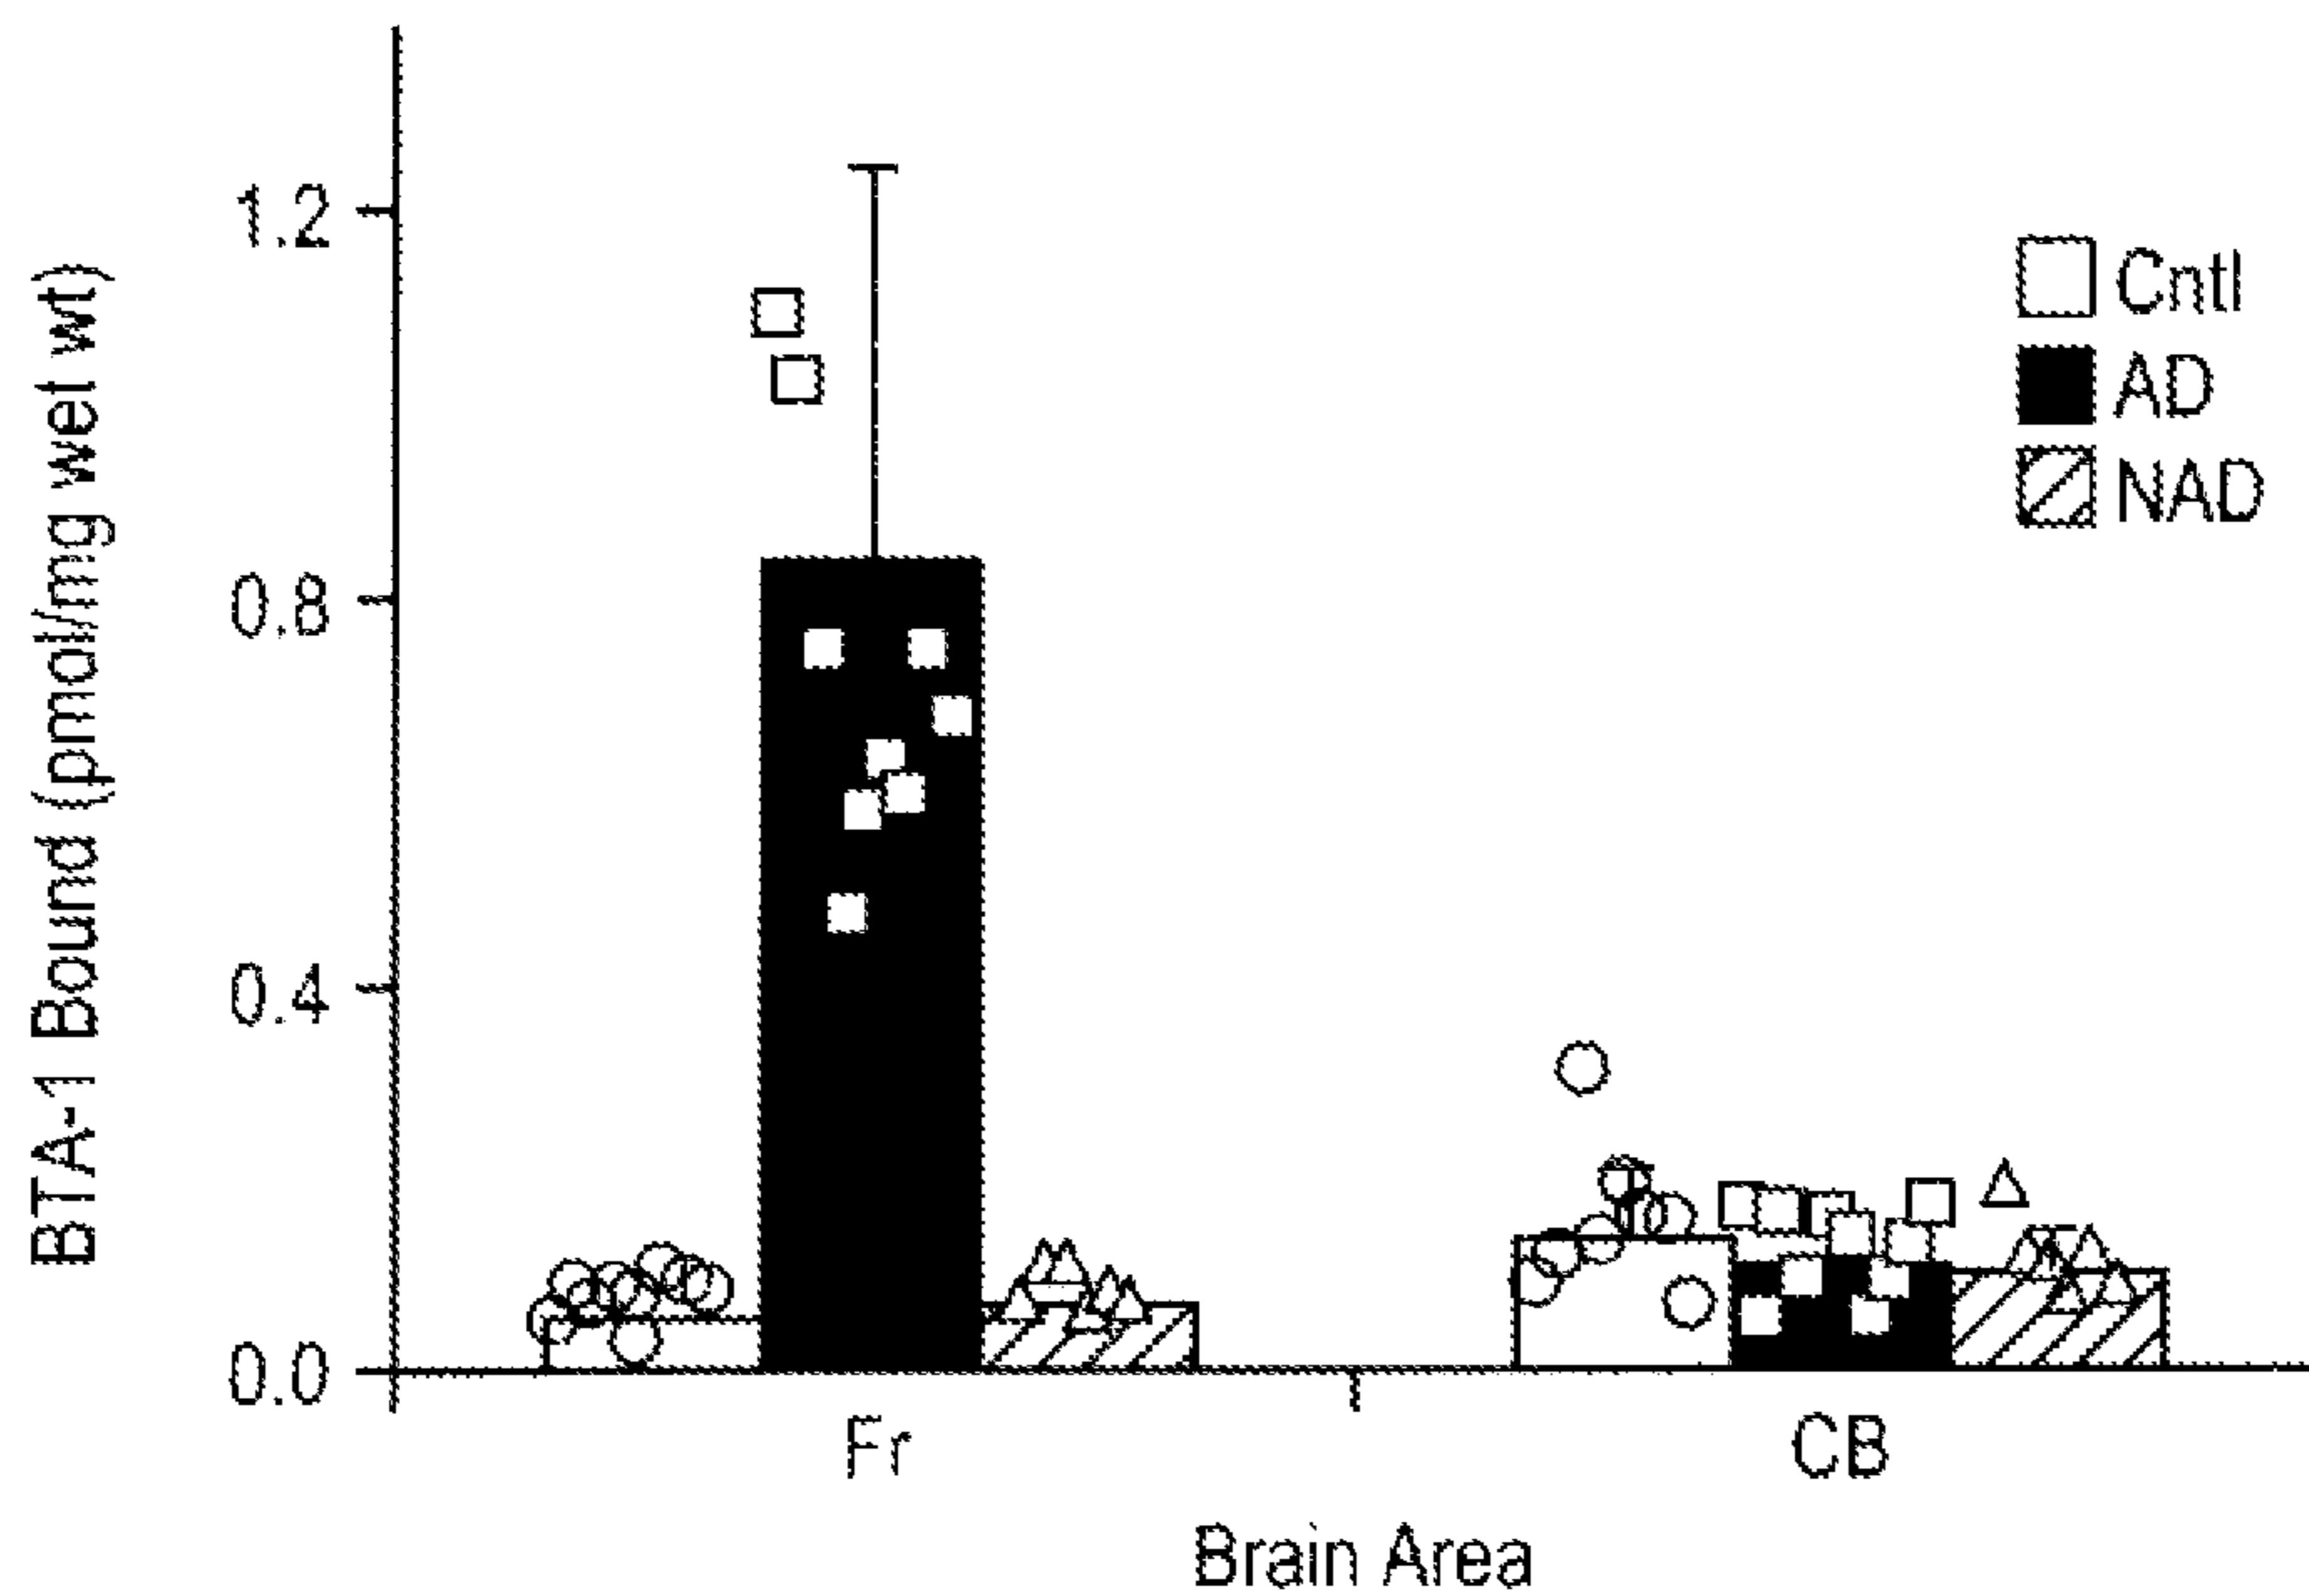 BTA-1 Bound (pmol/mg wet wt)
1.2
0.8
0.4
0.0
Cntl
AD
NAD
Fr
CB
Brain Area